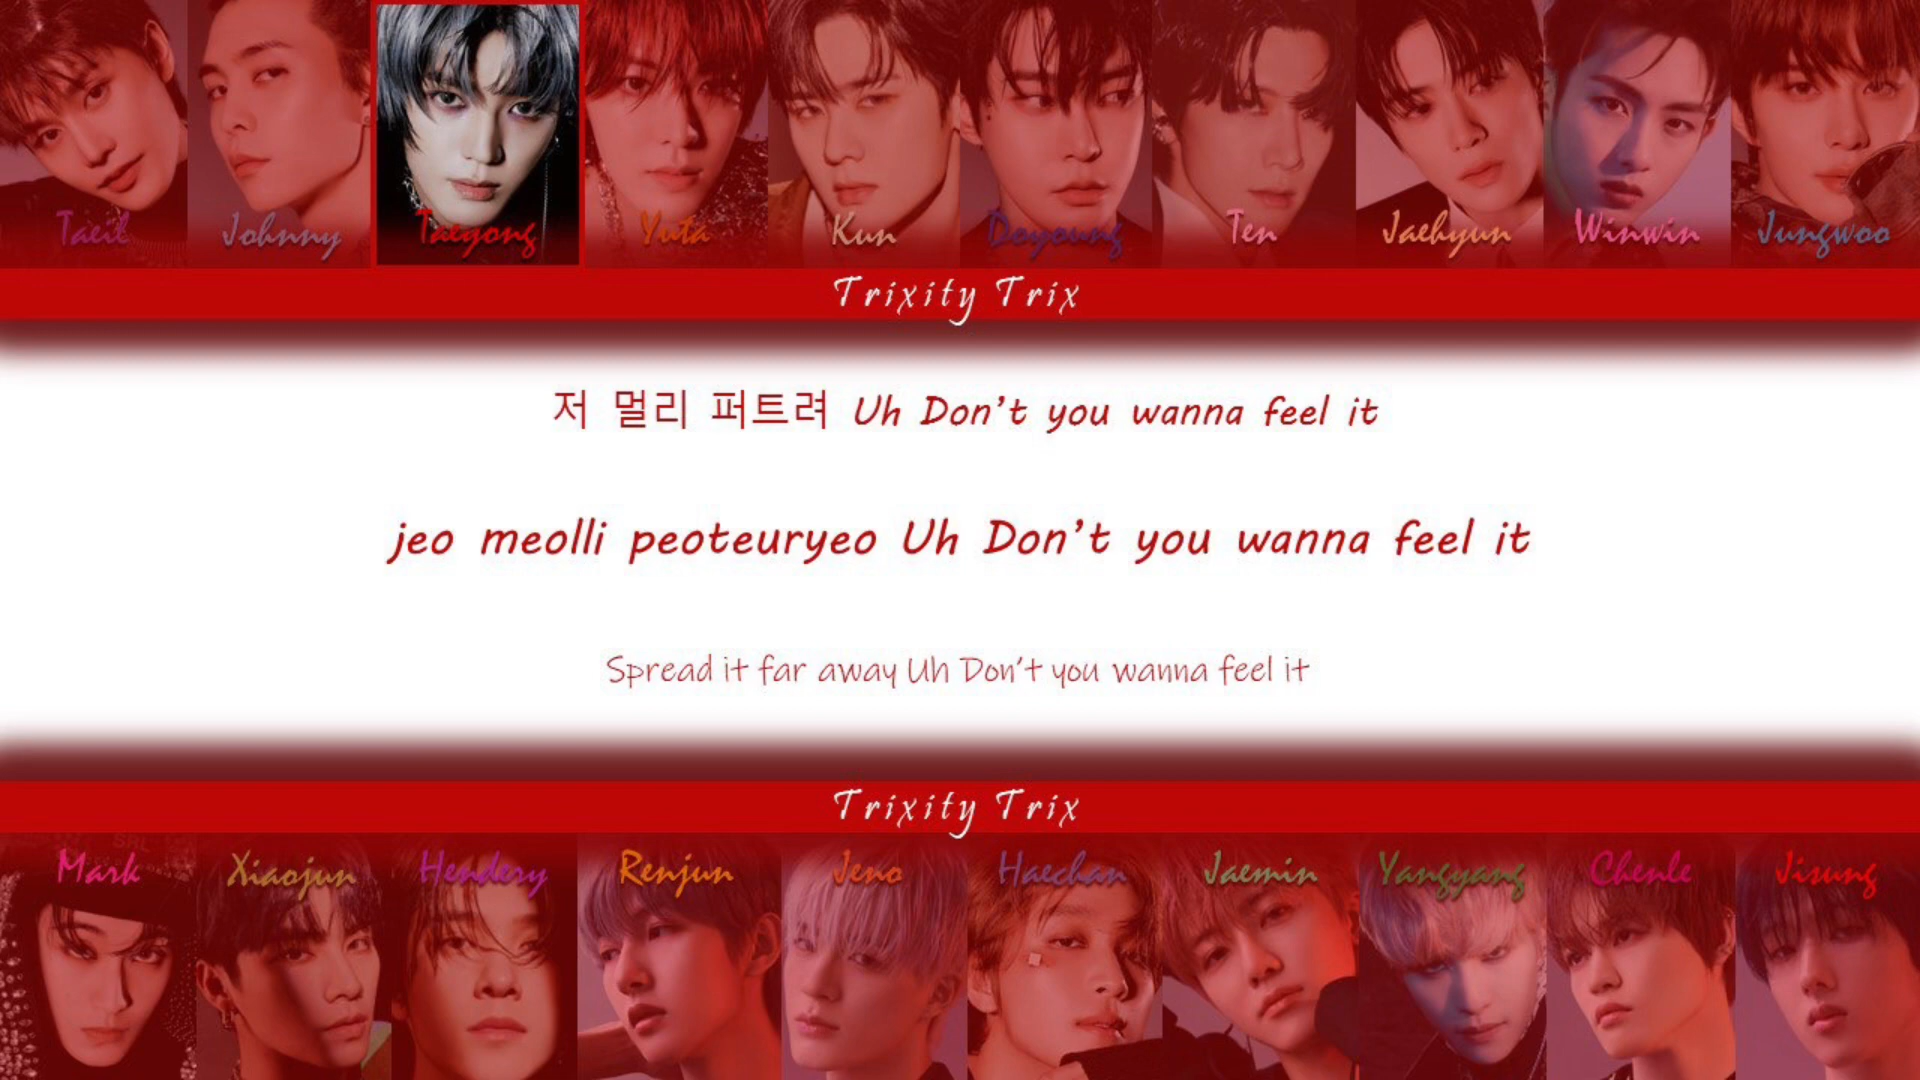 Taeil Johnny Taeyong Yuta Kun Doyoung Ten Jaehyun Winwin Jungwoo
Trixity Trix
저 멀리 퍼트려 Uh Don't you wanna feel it
jeo meolli peoteuryeo Uh Don't you wanna feel it
Spread it far away Uh Don't you wanna feel it
Trixity Trix
Mark Xiaojun Hendery Renjun Jeno Haechan Jaemin Yangyang Chenle Jisung